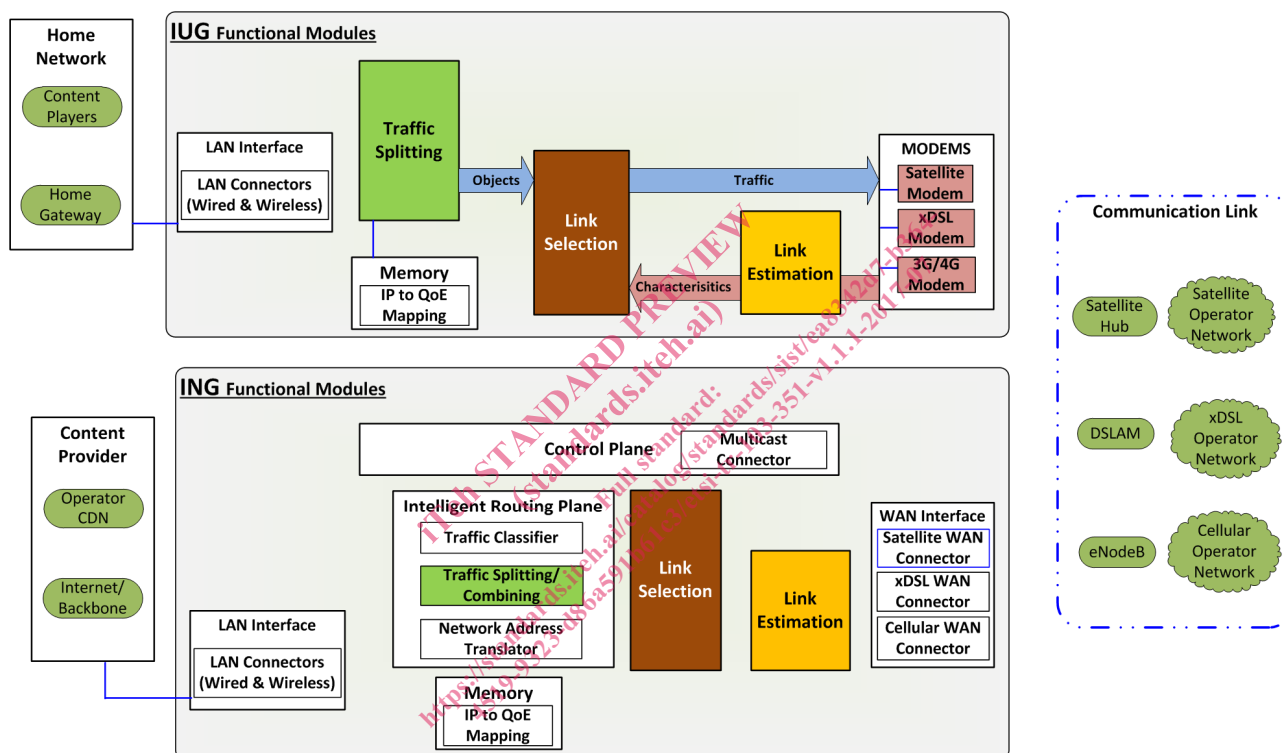 Home
Network
Content
Players
Home
Gateway
IUG Functional Modules
LAN Interface
LAN Connectors
(Wired & Wireless)
Traffic
Splitting
Memory
IP to QoE
Mapping
Objects
Link
Selection
Traffic
Link
Estimation
Characterisitics
MODEMS
Satellite
Modem
xDSL
Modem
3G/4G
Modem
Communication Link
Satellite
Hub
Satellite
Operator
Network
DSLAM
xDSL
Operator
Network
eNodeB
Cellular
Operator
Network
Content
Provider
Operator
CDN
Internet/
Backbone
ING Functional Modules
LAN Interface
LAN Connectors
(Wired & Wireless)
Control Plane
Multicast
Connector
Intelligent Routing Plane
Traffic Classifier
Traffic Splitting/
Combining
Network Address
Translator
Memory
IP to QoE
Mapping
Link
Selection
Link
Estimation
WAN Interface
Satellite WAN
Connector
xDSL WAN
Connector
Cellular WAN
Connector
iTeh STANDARD PREVIEW
(standards.iteh.ai)
Full standard: